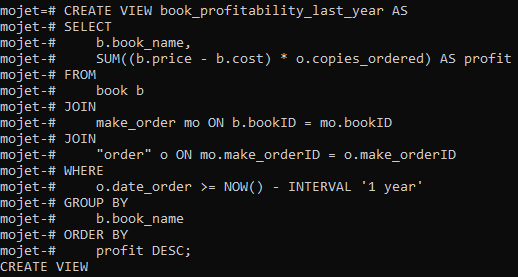 mojet=# CREATE VIEW book_profitability_last_year AS
mojet-# SELECT
mojet-#     b.book_name,
mojet-#     SUM((b.price - b.cost) * o.copies_ordered) AS profit
mojet-# FROM
mojet-#     book b
mojet-# JOIN
mojet-#     make_order mo ON b.bookID = mo.bookID
mojet-# JOIN
mojet-#     "order" o ON mo.make_orderID = o.make_orderID
mojet-# WHERE
mojet-#     o.date_order >= NOW() - INTERVAL '1 year'
mojet-# GROUP BY
mojet-#     b.book_name
mojet-# ORDER BY
mojet-#     profit DESC;
CREATE VIEW